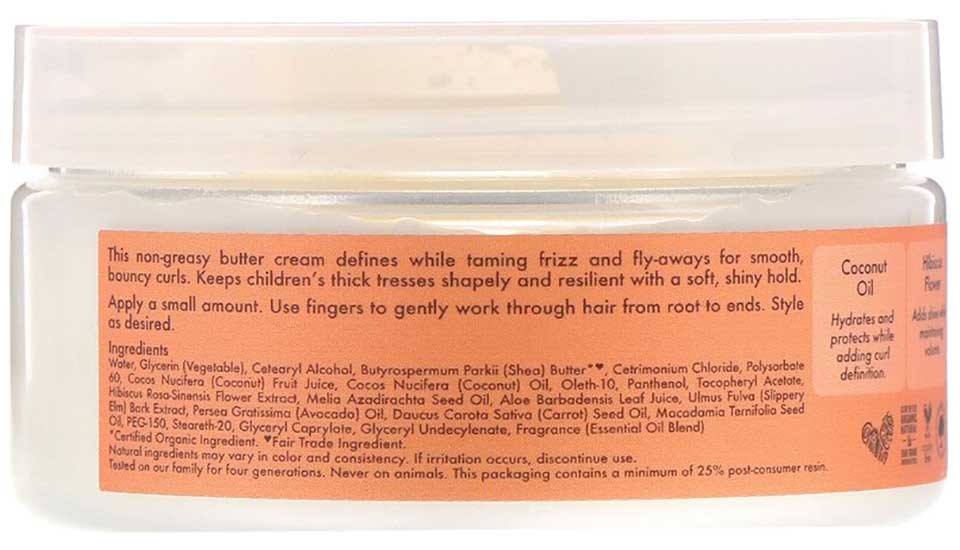 This non-greasy butter cream defines while taming frizz and fly-aways for smooth,
bouncy curls. Keeps children's thick tresses shapely and resilient with a soft, shiny hold.
Apply a small amount. Use fingers to gently work through hair from root to ends. Style
as desired.
Ingredients
Water, Glycerin (Vegetable), Cetearyl Alcohol, Butyrospermum Parkii (Shea) Butter*♥, Cetrimonium Chloride, Polysorbate
60, Cocos Nucifera (Coconut) Fruit Juice, Cocos Nucifera (Coconut) Oil, Oleth-10, Panthenol, Tocopheryl Acetate,
Hibiscus Rosa-Sinensis Flower Extract, Melia Azadirachta Seed Oil, Aloe Barbadensis Leaf Juice, Ulmus Fulva (Slippery
Elm) Bark Extract, Persea Gratissima (Avocado) Oil, Daucus Carota Sativa (Carrot) Seed Oil, Macadamia Ternifolia Seed
Oil, PEG-150, Steareth-20, Glyceryl Caprylate, Glyceryl Undecylenate, Fragrance (Essential Oil Blend)
*Certified Organic Ingredient. ♥Fair Trade Ingredient.
Natural ingredients may vary in color and consistency. If irritation occurs, discontinue use.
Tested on our family for four generations. Never on animals. This packaging contains a minimum of 25% post-consumer resin.
Coconut
Oil
Hydrates and
protects while
adding curl
definition.
Hibiscus
Flower
Adds shine while
maintaining
volume.